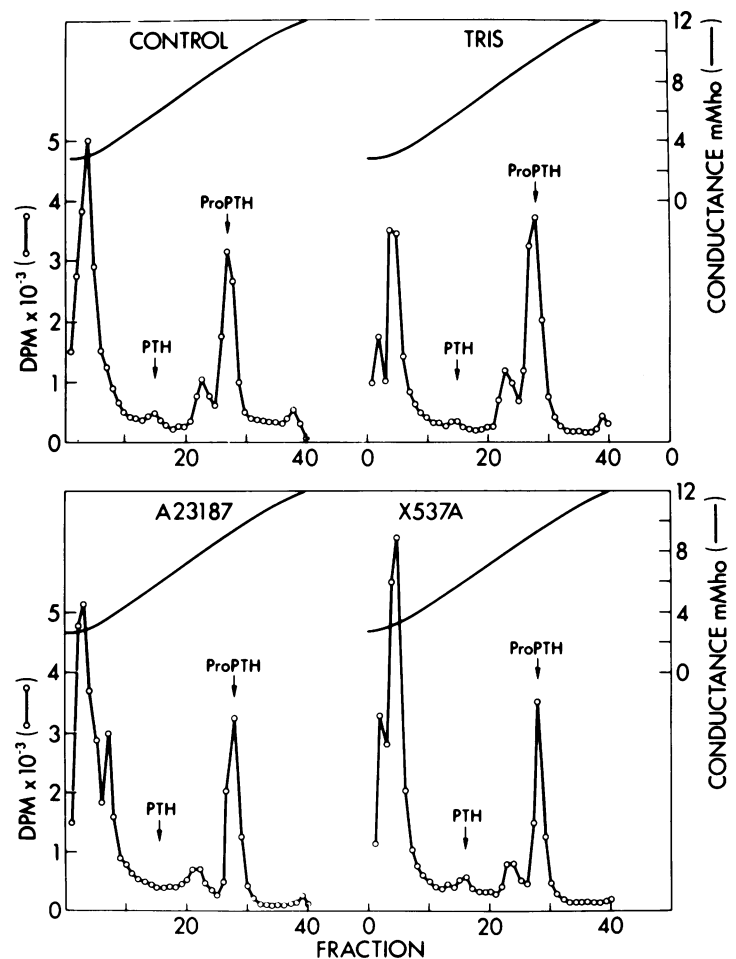 CONTROL
TRIS
12
8
4
0
CONDUCTANCE mMho (—)
5
4
3
2
1
0
DPM x 10⁻³ (o—o)
ProPTH
PTH
ProPTH
PTH
20
40
0
20
40
0
A23187
X537A
12
8
4
0
CONDUCTANCE mMho (—)
5
4
3
2
1
0
DPM x 10⁻³ (o—o)
ProPTH
PTH
ProPTH
PTH
20
40
0
20
40
FRACTION